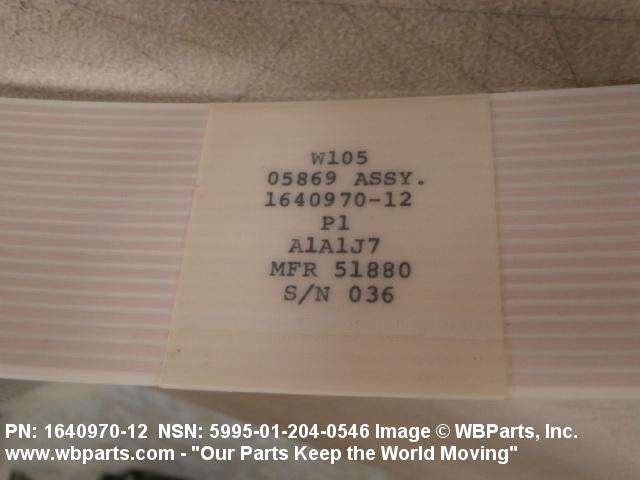 W105
05869 ASSY.
1640970-12
P1
A1A1J7
MFR 51880
S/N 036
PN: 1640970-12 NSN: 5995-01-204-0546 Image © WBParts, Inc.
www.wbparts.com - "Our Parts Keep the World Moving"